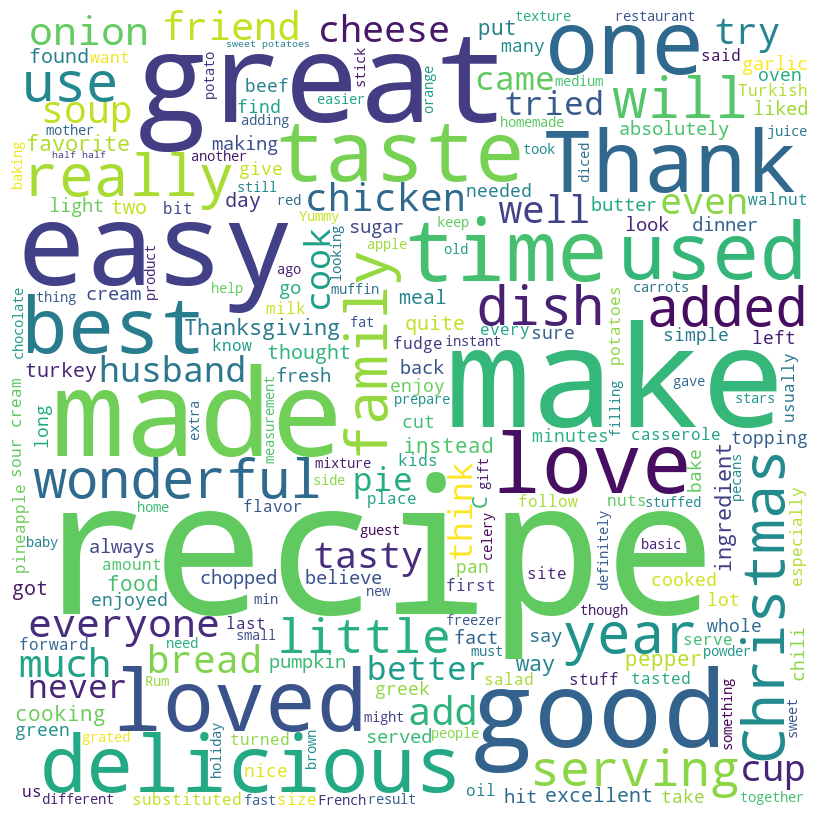 onion
friend
cheese
put
texture
restaurant
many
try
said
garlic
one
found
want
sweet potatoes
potato
stick
great
came
oven
use
beef
orange
find
easier
medium
tried
will
Turkish
liked
soup
adding
homemade
absolutely
juice
mother
favorite
making
taste
took
Thank
half half
another
diced
baking
really
give
still
chicken
needed
butter
even
walnut
light
two
bit
day
red
Yummy
sugar
well
look
dinner
easy
cook
looking
apple
keep
old
time
used
thing
cream
product
ago
go
help
muffin
family
meal
dish
carrots
added
chocolate
best
Thanksgiving
milk
fat
quite
every
sure
potatoes
simple
left
know
thought
fudge
instant
make
gave
usually
turkey
husband
fresh
back
prepare
enjoy
filling
stars
long
made
extra
measurement
cut
instead
minutes
casserole
topping
sour cream
pineapple
wonderful
mixture
kids
side
pie
place
C
gift
love
nuts
stuffed
bake
pecans
ingredient
Christmas
especially
home
flavor
think
follow
baby
always
recipe
guest
celery
definitely
basic
got
amount
food
tasty
pan
cooked
lot
enjoyed
chopped
believe
first
site
chili
everyone
min
new
last
small
freezer
must
though
year
forward
need
little
fact
say
whole
serve
powder
much
bread
pumpkin
better
way
pepper
never
Rum
loved
greek
salad
stuff
tasted
something
sweet
cooking
might
add
good
green
grated
turned
holiday
brown
served
people
delicious
nice
serving
cup
us
different
substituted
fast
size
French
result
oil
hit
excellent
take
together